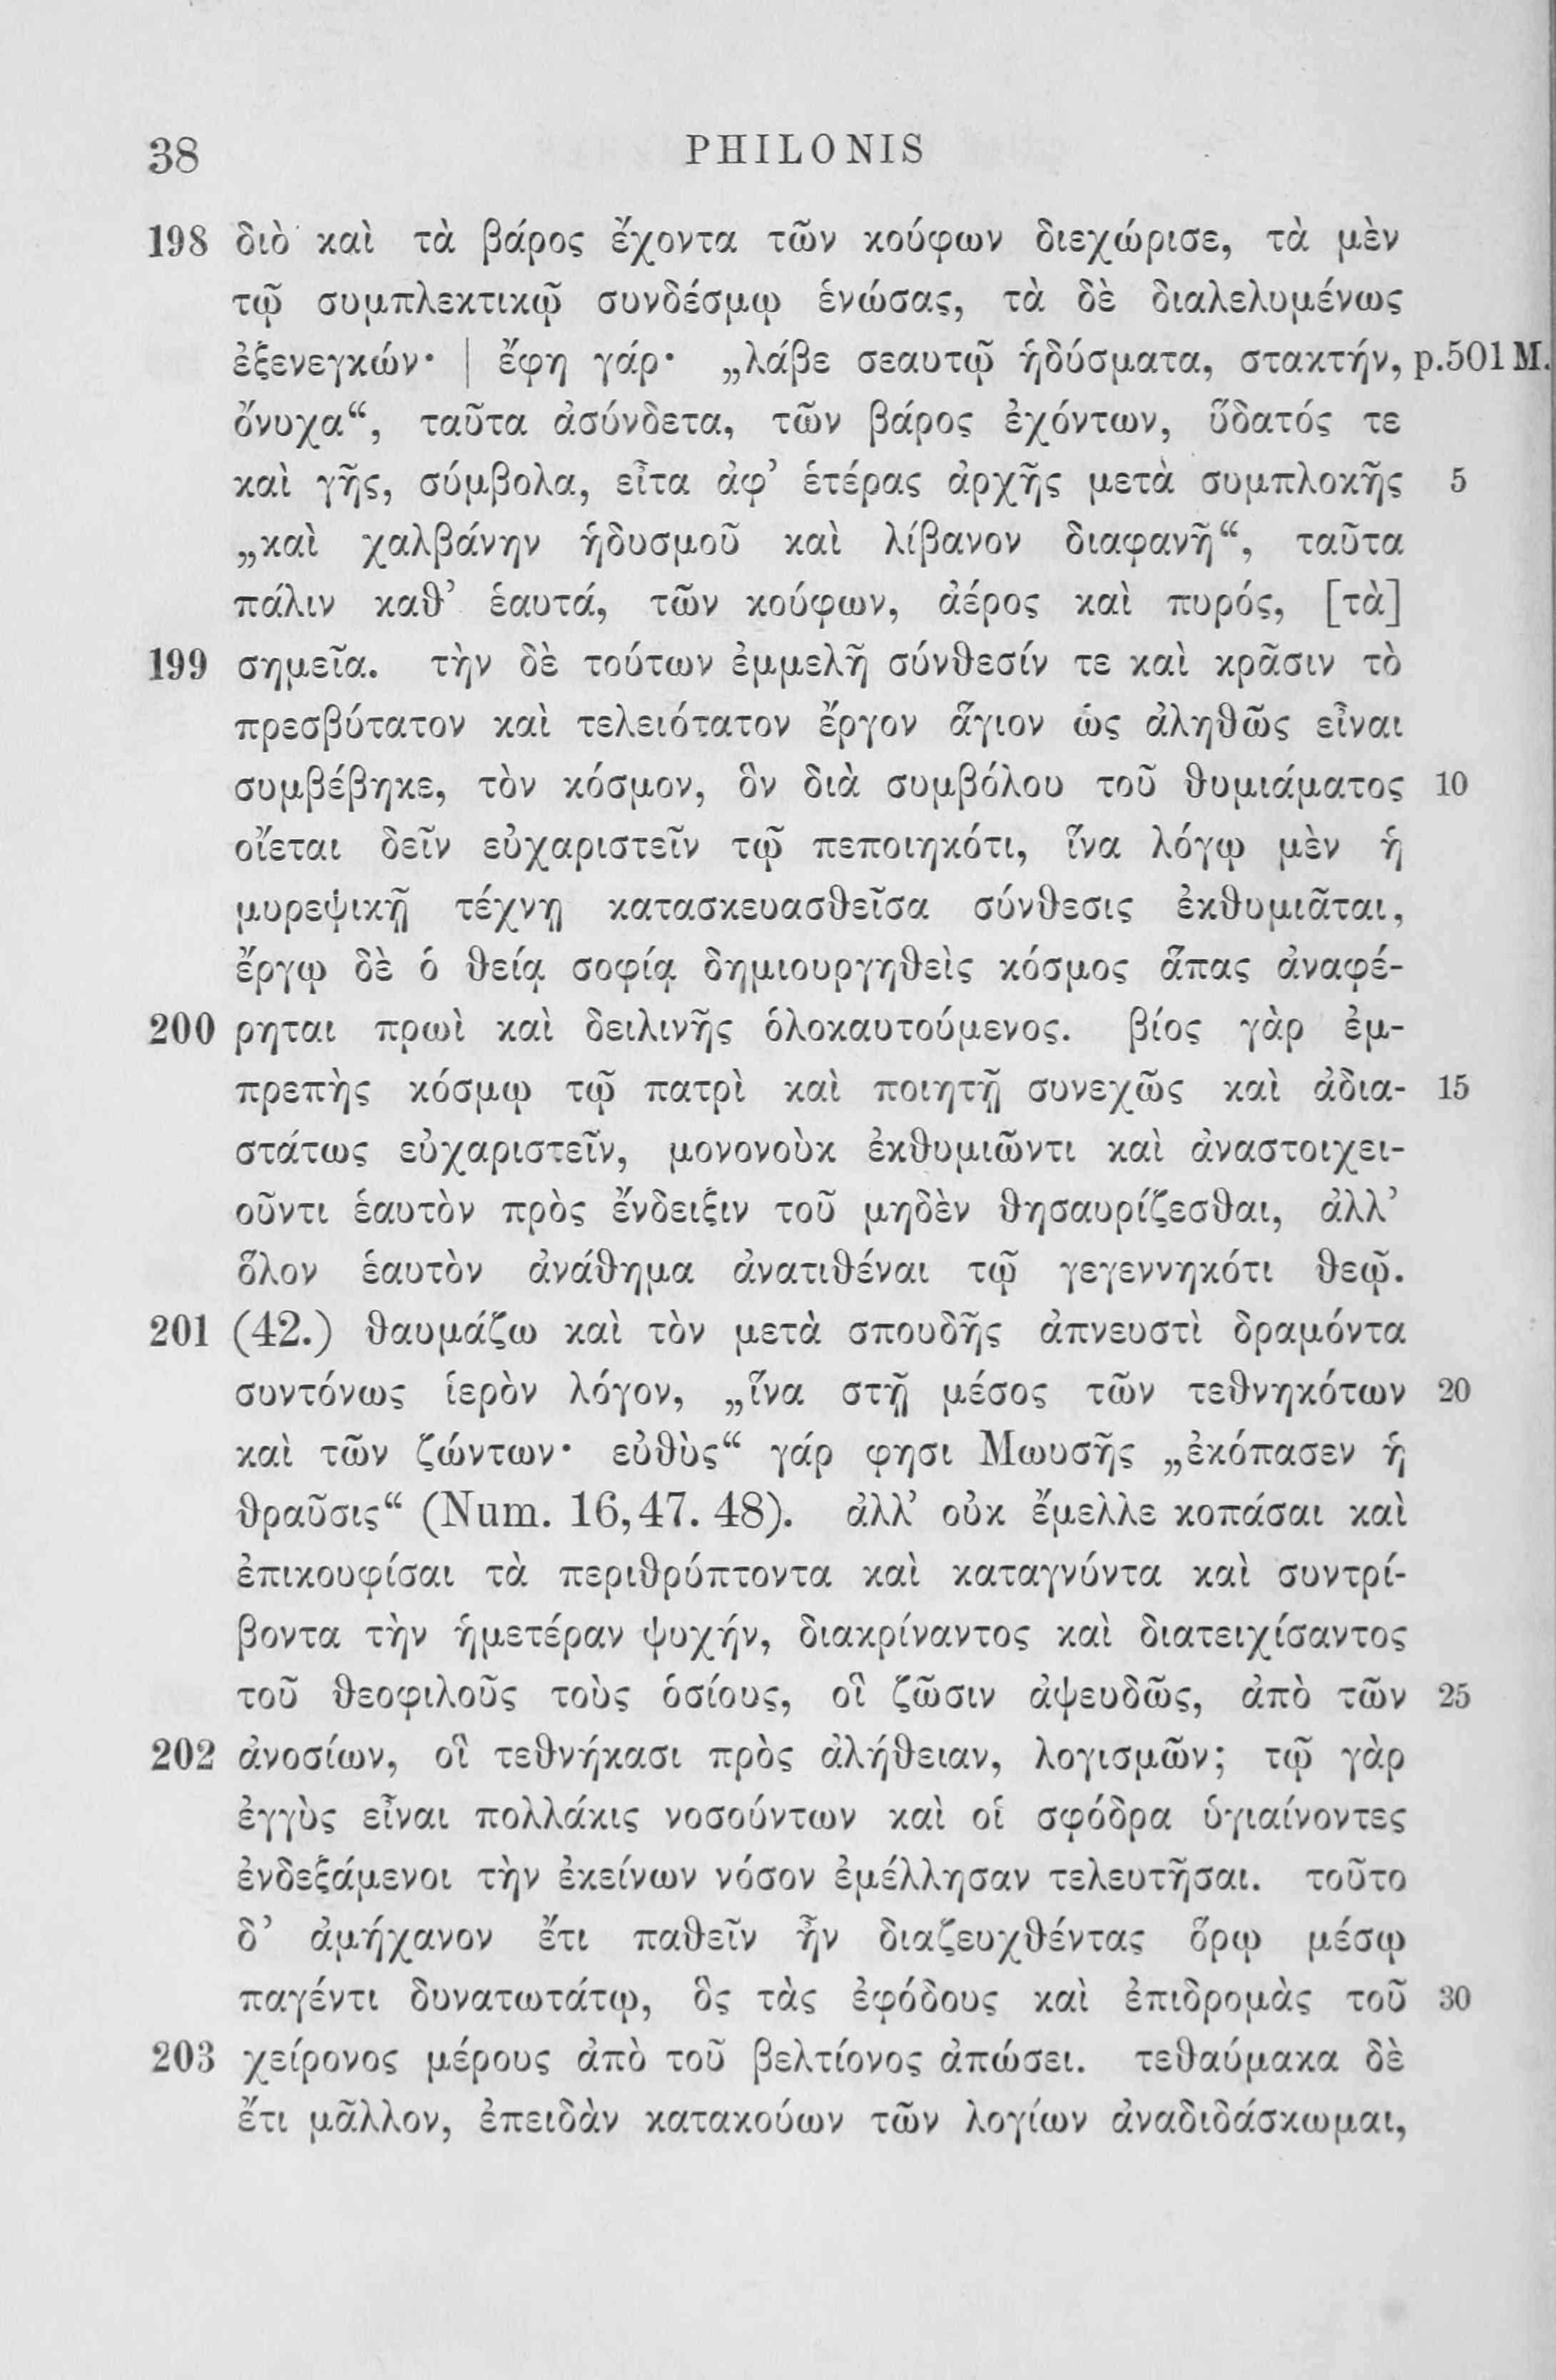 38 PHILONIS
198 διὸ καὶ τὰ βάρος ἔχοντα τῶν κούφων διεχώρισε, τὰ μὲν
τῷ συμπλεκτικῷ συνδέσμῳ ἑνώσας, τὰ δὲ διαλελυμένως
ἐξενεγκών· | ἔφη γάρ· „λάβε σεαυτῷ ἡδύσματα, στακτήν, p.501 M.
ὄνυχα“, ταῦτα ἀσύνδετα, τῶν βάρος ἐχόντων, ὕδατός τε
καὶ γῆς, σύμβολα, εἶτα ἀφ’ ἑτέρας ἀρχῆς μετὰ συμπλοκῆς 5
„καὶ χαλβάνην ἡδυσμοῦ καὶ λίβανον διαφανῆ“, ταῦτα
πάλιν καθ’ ἑαυτά, τῶν κούφων, ἀέρος καὶ πυρός, [τὰ]
199 σημεῖα. τὴν δὲ τούτων ἐμμελῆ σύνθεσίν τε καὶ κρᾶσιν τὸ
πρεσβύτατον καὶ τελειότατον ἔργον ἅγιον ὡς ἀληθῶς εἶναι
συμβέβηκε, τὸν κόσμον, ὃν διὰ συμβόλου τοῦ θυμιάματος 10
οἴεται δεῖν εὐχαριστεῖν τῷ πεποιηκότι, ἵνα λόγῳ μὲν ἡ
μυρεψικῇ τέχνῃ κατασκευασθεῖσα σύνθεσις ἐκθυμιᾶται,
ἔργῳ δὲ ὁ θείᾳ σοφίᾳ δημιουργηθεὶς κόσμος ἅπας ἀναφέ-
200 ρηται πρωὶ καὶ δειλινῆς ὁλοκαυτούμενος. βίος γὰρ ἐμ-
πρεπὴς κόσμῳ τῷ πατρὶ καὶ ποιητῇ συνεχῶς καὶ ἀδια- 15
στάτως εὐχαριστεῖν, μονονοὺκ ἐκθυμιῶντι καὶ ἀναστοιχει-
οῦντι ἑαυτὸν πρὸς ἔνδειξιν τοῦ μηδὲν θησαυρίζεσθαι, ἀλλ’
ὅλον ἑαυτὸν ἀνάθημα ἀνατιθέναι τῷ γεγεννηκότι θεῷ.
201 (42.) θαυμάζω καὶ τὸν μετὰ σπουδῆς ἀπνευστὶ δραμόντα
συντόνως ἱερὸν λόγον, „ἵνα στῇ μέσος τῶν τεθνηκότων 20
καὶ τῶν ζώντων· εὐθὺς“ γάρ φησι Μωυσῆς „ἐκόπασεν ἡ
θραῦσις“ (Num. 16,47. 48). ἀλλ’ οὐκ ἔμελλε κοπάσαι καὶ
ἐπικουφίσαι τὰ περιθρύπτοντα καὶ καταγνύντα καὶ συντρί-
βοντα τὴν ἡμετέραν ψυχήν, διακρίναντος καὶ διατειχίσαντος
τοῦ θεοφιλοῦς τοὺς ὁσίους, οἳ ζῶσιν ἀψευδῶς, ἀπὸ τῶν 25
202 ἀνοσίων, οἳ τεθνήκασι πρὸς ἀλήθειαν, λογισμῶν; τῷ γὰρ
ἐγγὺς εἶναι πολλάκις νοσούντων καὶ οἱ σφόδρα ὑγιαίνοντες
ἐνδεξάμενοι τὴν ἐκείνων νόσον ἐμέλλησαν τελευτῆσαι. τοῦτο
δ’ ἀμήχανον ἔτι παθεῖν ἦν διαζευχθέντας ὅρῳ μέσῳ
παγέντι δυνατωτάτῳ, ὃς τὰς ἐφόδους καὶ ἐπιδρομὰς τοῦ 30
203 χείρονος μέρους ἀπὸ τοῦ βελτίονος ἀπώσει. τεθαύμακα δὲ
ἔτι μᾶλλον, ἐπειδὰν κατακούων τῶν λογίων ἀναδιδάσκωμαι,